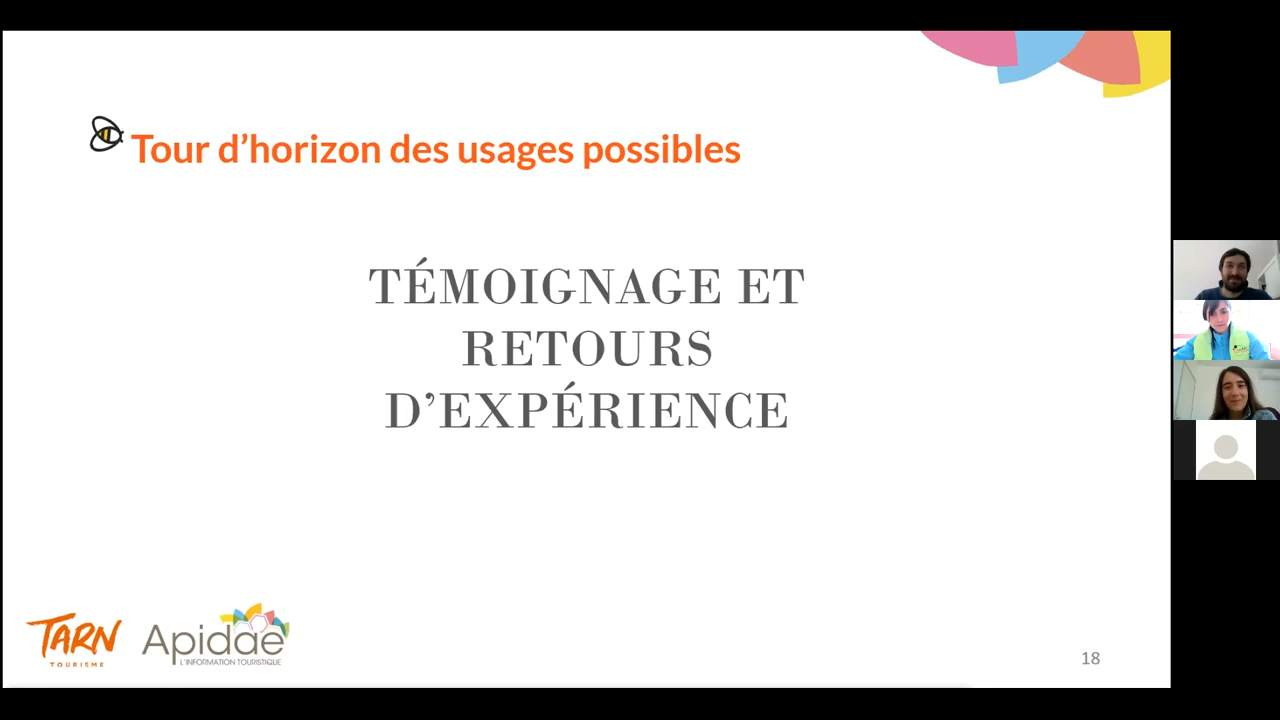 Tour d’horizon des usages possibles
TÉMOIGNAGE ET
RETOURS
D’EXPÉRIENCE
TARN
TOURISME
Apidae
L'INFORMATION TOURISTIQUE
18